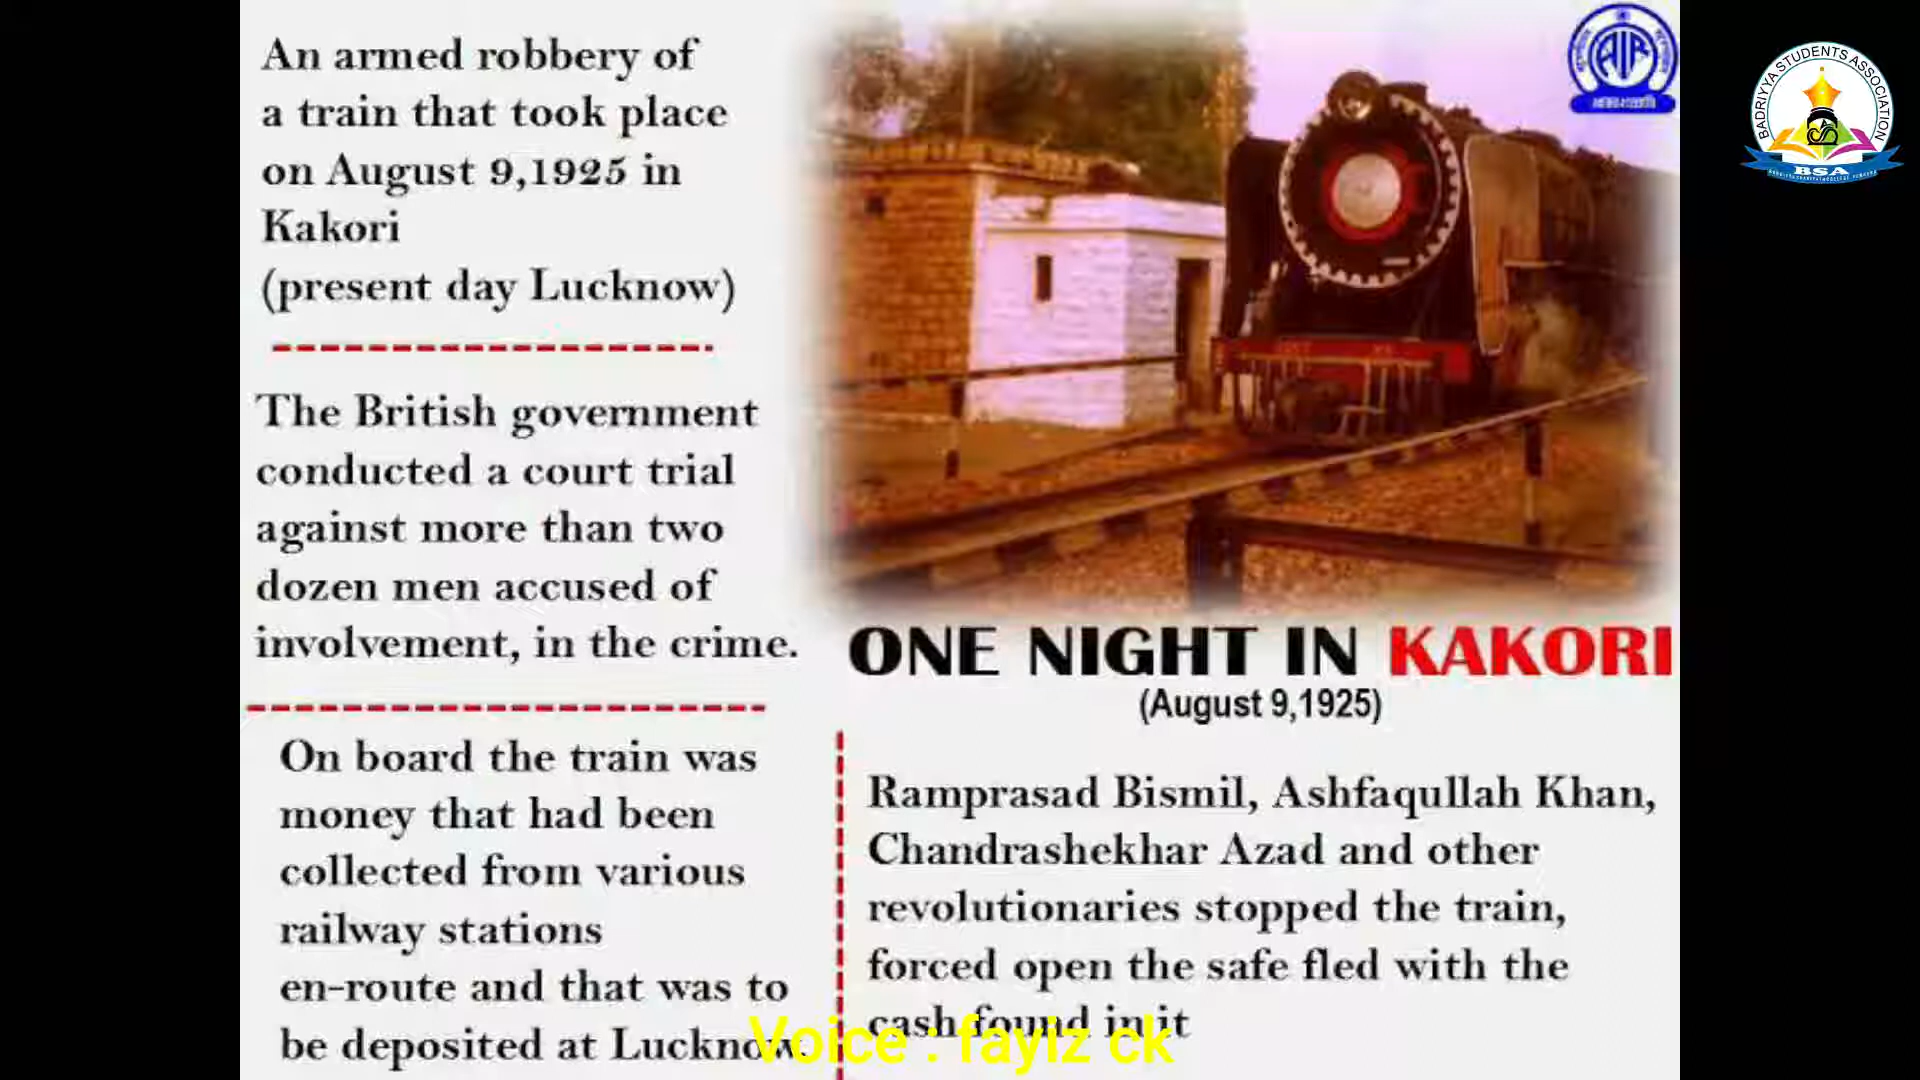 An armed robbery of
a train that took place
on August 9,1925 in
Kakori
(present day Lucknow)
The British government
conducted a court trial
against more than two
dozen men accused of
involvement, in the crime.
On board the train was
money that had been
collected from various
railway stations
en-route and that was to
be deposited at Lucknow.
ONE NIGHT IN KAKORI
(August 9,1925)
Ramprasad Bismil, Ashfaqullah Khan,
Chandrashekhar Azad and other
revolutionaries stopped the train,
forced open the safe fled with the
cash found in it
Voice : fayiz ck
AIR
BADRIYYA STUDENTS ASSOCIATION
BSA